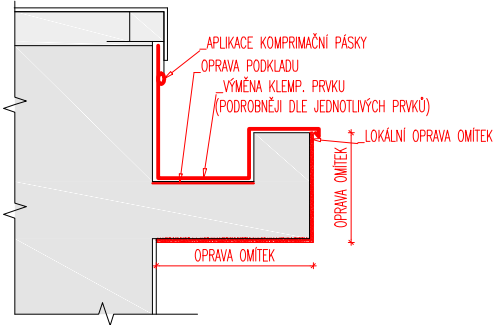 APLIKACE KOMPRIMAČNÍ PÁSKY
OPRAVA PODKLADU
VÝMĚNA KLEMP. PRVKU
(PODROBNĚJI DLE JEDNOTLIVÝCH PRVKŮ)
LOKÁLNÍ OPRAVA OMÍTEK
OPRAVA OMÍTEK
OPRAVA OMÍTEK